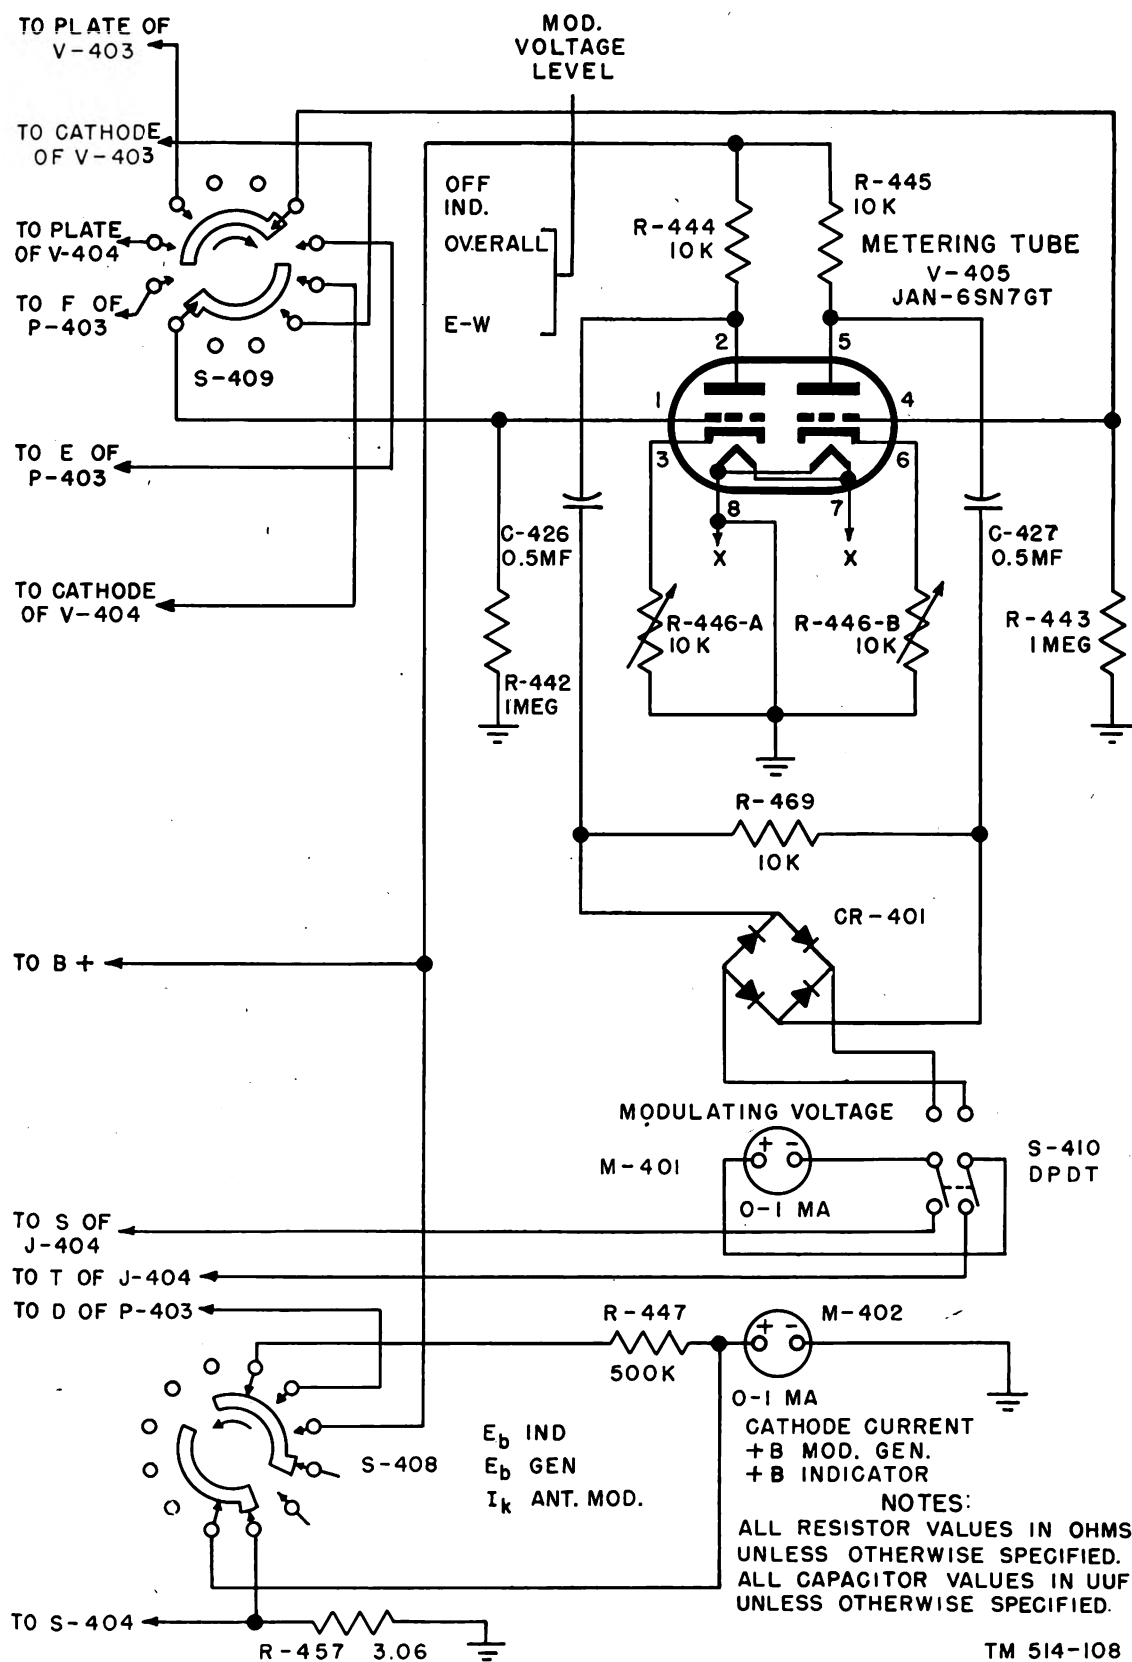 TO PLATE OF
V-403
MOD.
VOLTAGE
LEVEL
TO CATHODE
OF V-403
OFF
IND.
OVERALL
E-W
R-444
10K
R-445
10K
METERING TUBE
V-405
JAN-6SN7GT
TO PLATE
OF V-404
TO F OF
P-403
S-409
2
5
1
4
3
6
8
7
X
X
TO E OF
P-403
C-426
0.5MF
C-427
0.5MF
TO CATHODE
OF V-404
R-446-A
10K
R-446-B
10K
R-443
1MEG
R-442
1MEG
R-469
10K
CR-401
TO B+
MODULATING VOLTAGE
M-401
+ -
0-1 MA
S-410
DPDT
TO S OF
J-404
TO T OF J-404
TO D OF P-403
R-447
500K
+ -
M-402
0-1 MA
CATHODE CURRENT
+B MOD. GEN.
+B INDICATOR
S-408
Eb IND
Eb GEN
Ik ANT. MOD.
NOTES:
ALL RESISTOR VALUES IN OHMS
UNLESS OTHERWISE SPECIFIED.
ALL CAPACITOR VALUES IN UUF
UNLESS OTHERWISE SPECIFIED.
TO S-404
R-457 3.06
TM 514-108